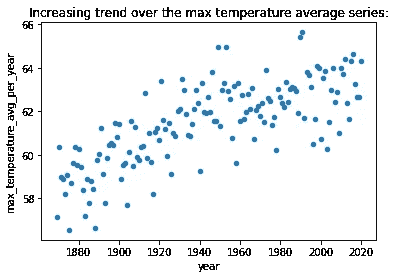 Increasing trend over the max temperature average series:
66
64
62
60
58
max_temperature_avg_per_year
1880 1900 1920 1940 1960 1980 2000 2020
year